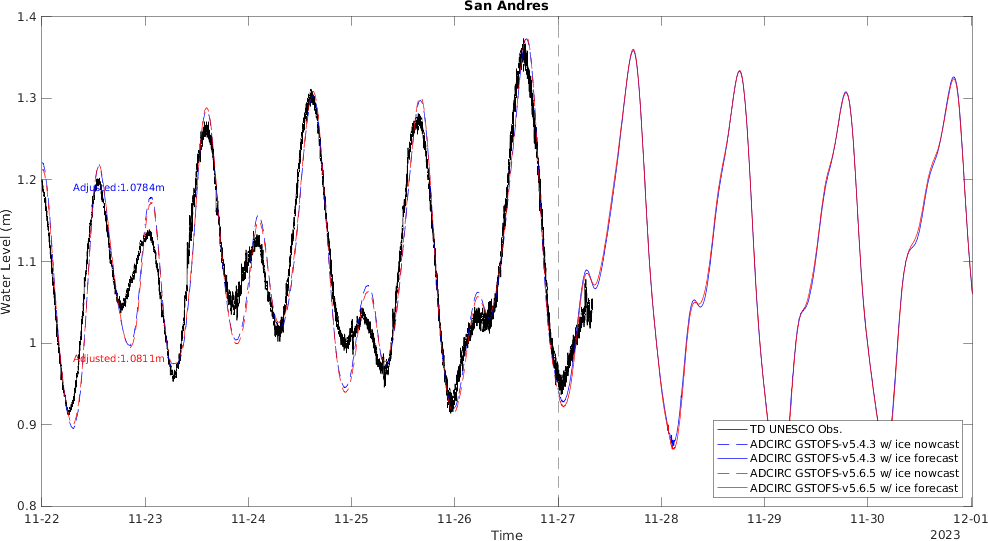 San Andres
1.4
1.3
1.2
1.1
1
0.9
0.8
Water Level (m)
Adjusted:1.0784m
Adjusted:1.0811m
TD UNESCO Obs.
ADCIRC GSTOFS-v5.4.3 w/ ice nowcast
ADCIRC GSTOFS-v5.4.3 w/ ice forecast
ADCIRC GSTOFS-v5.6.5 w/ ice nowcast
ADCIRC GSTOFS-v5.6.5 w/ ice forecast
11-22 11-23 11-24 11-25 11-26 11-27 11-28 11-29 11-30 12-01
Time
2023